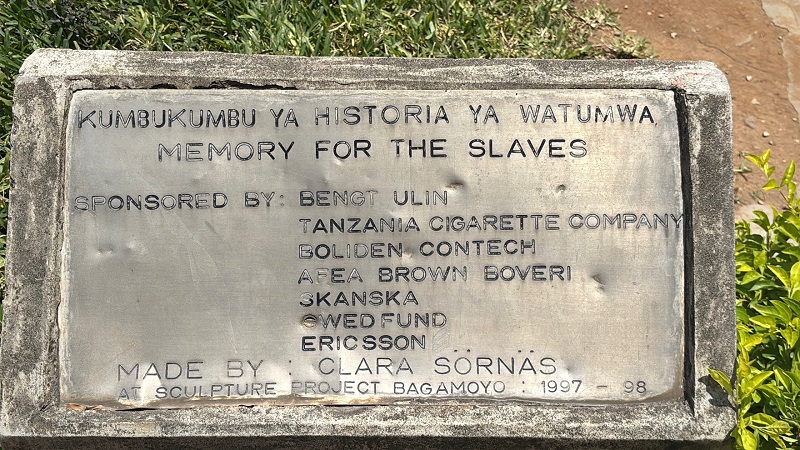 KUMBUKUMBU YA HISTORIA YA WATUMWA,
MEMORY FOR THE SLAVES
SPONSORED BY: BENGT ULIN
TANZANIA CIGARETTE COMPANY
BOLIDEN CONTECH
ABEA BROWN BOVERI
SKANSKA
SWEDFUND
ERICSSON
MADE BY : CLARA SÖRNÄS
AT SCULPTURE PROJECT BAGAMOYO : 1997 - 98